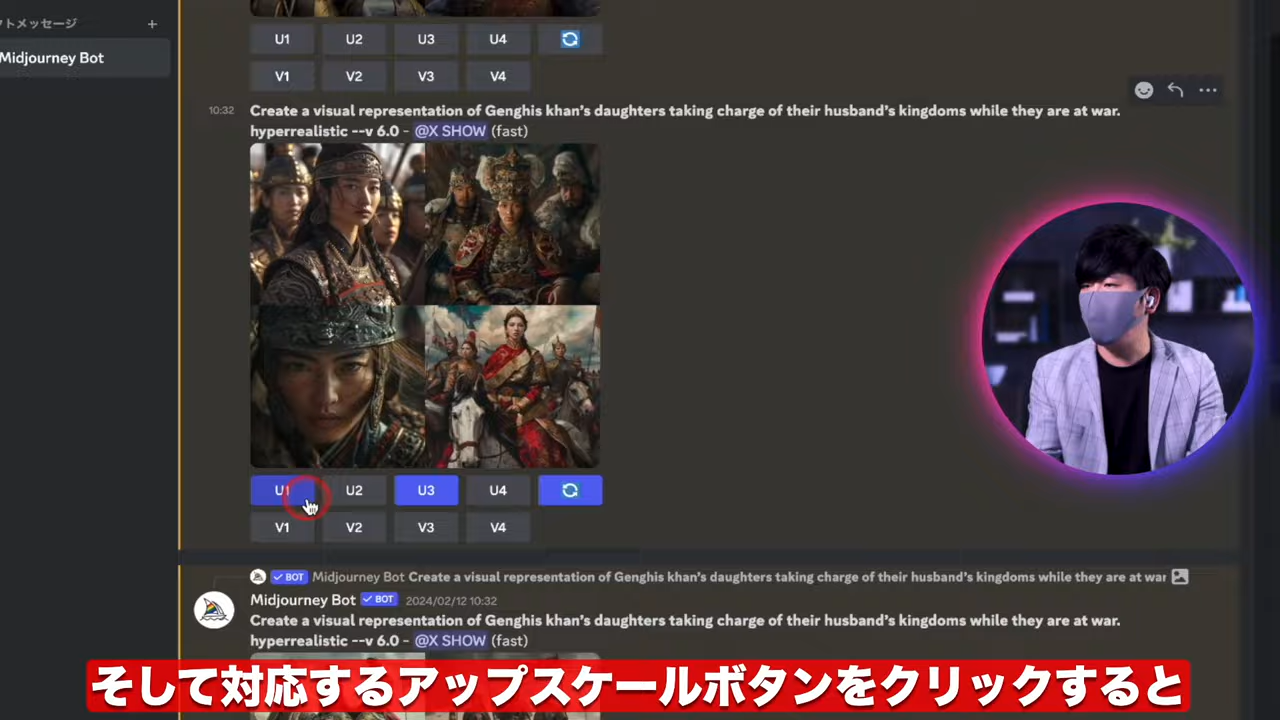 クトメッセージ +
Midjourney Bot
U1 U2 U3 U4
V1 V2 V3 V4
10:32 Create a visual representation of Genghis khan's daughters taking charge of their husband's kingdoms while they are at war.
hyperrealistic --v 6.0 - @X SHOW (fast)
U1 U2 U3 U4
V1 V2 V3 V4
BOT Midjourney Bot Create a visual representation of Genghis khan's daughters taking charge of their husband's kingdoms while they are at war
Midjourney Bot BOT 2024/02/12 10:32
Create a visual representation of Genghis khan's daughters taking charge of their husband's kingdoms while they are at war.
hyperrealistic --v 6.0 - @X SHOW (fast)
そして対応するアップスケールボタンをクリックすると